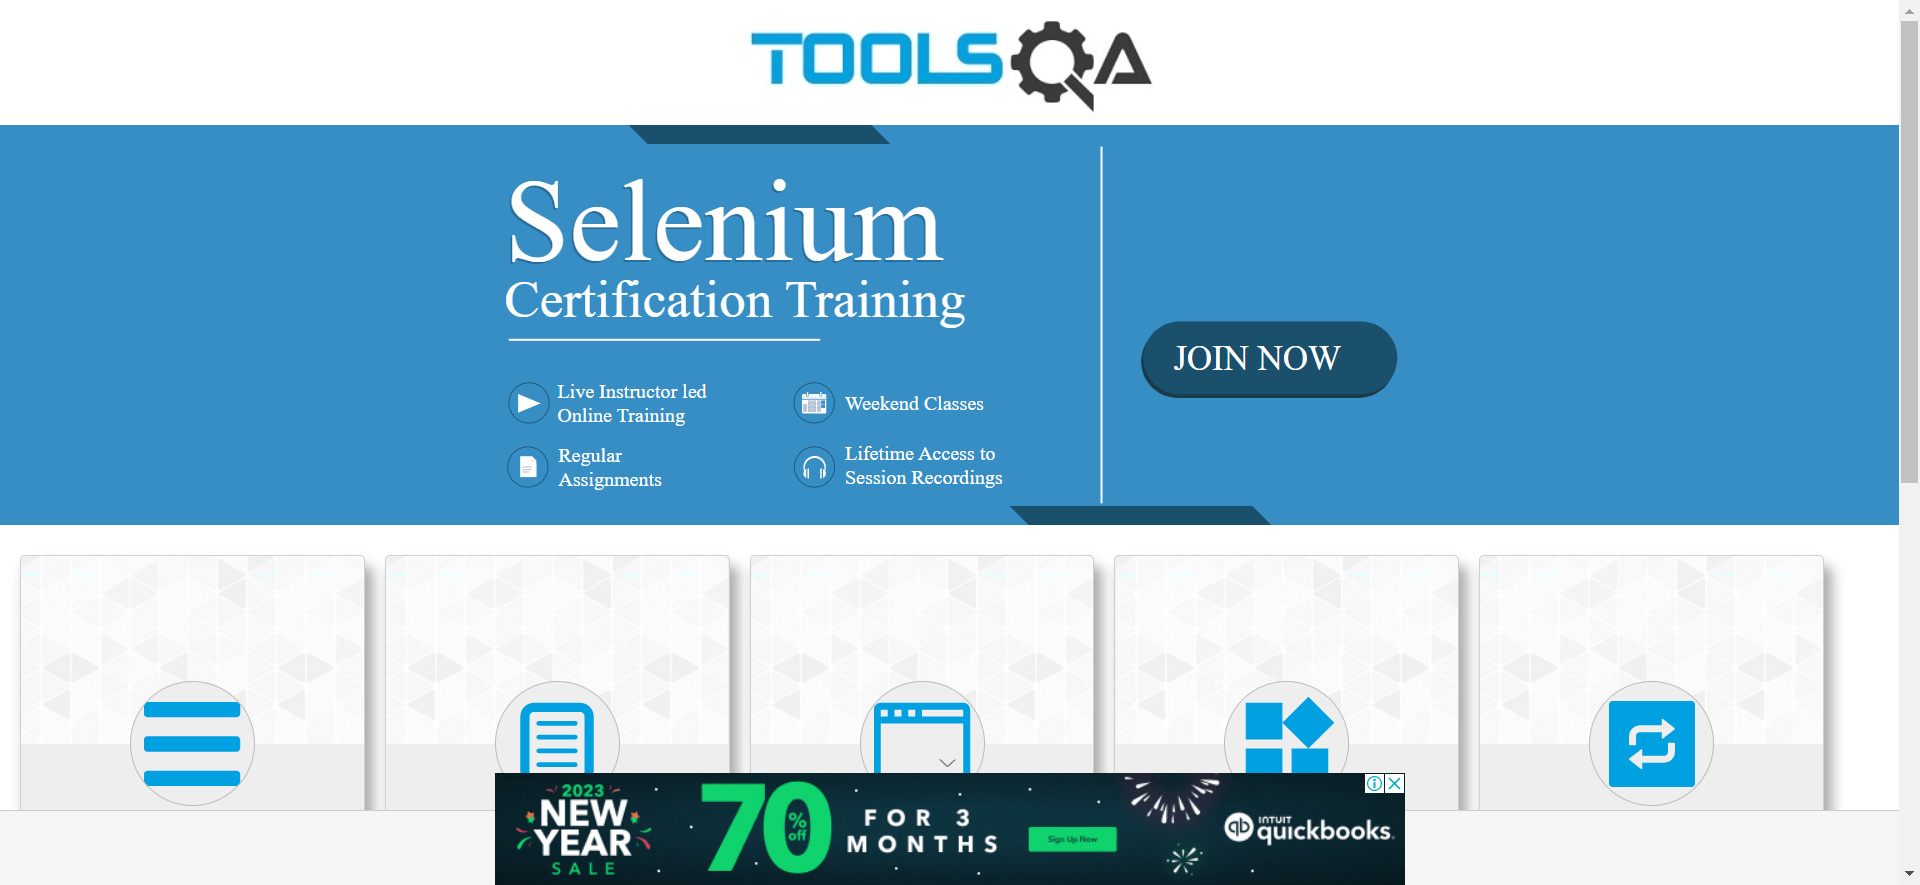 TOOLSQA
Selenium
Certification Training
JOIN NOW
Live Instructor led
Online Training
Weekend Classes
Regular
Assignments
Lifetime Access to
Session Recordings
2023
NEW
YEAR
SALE
70
% off
FOR 3
MONTHS
Sign Up Now
qb INTUIT
quickbooks.